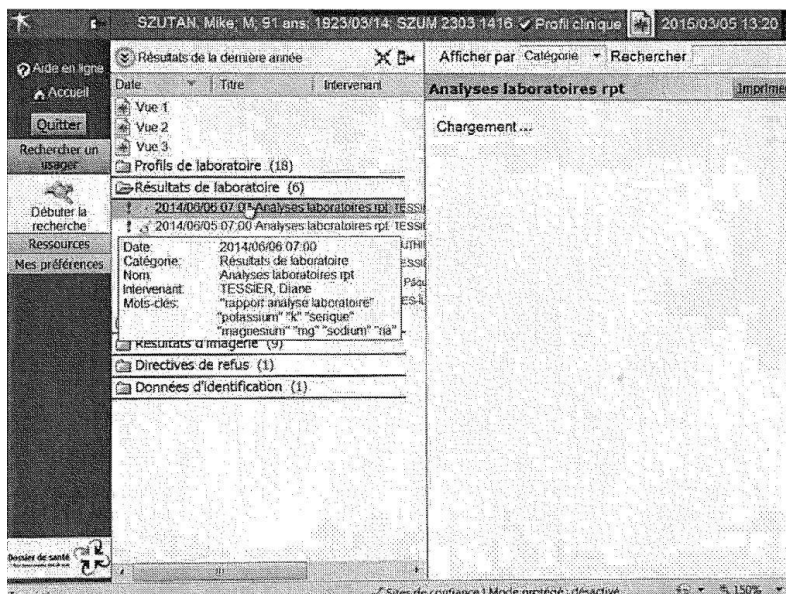 SZUTAN, Mike; M; 91 ans; 1923/03/14; SZUM 2303 1416 Profil clinique 2015/03/05 13:20
Aide en ligne
Accueil
Quitter
Rechercher un
usager
Débuter la
recherche
Ressources
Mes préférences
Dossier de santé
Résultats de la dernière année
Date Titre Intervenant
Vue 1
Vue 2
Vue 3
Profils de laboratoire (18)
Résultats de laboratoire (6)
! 2014/06/06 07:00 Analyses laboratoires rpt TESSI
! 2014/06/05 07:00 Analyses laboratoires rpt TESSI
Date: 2014/06/06 07:00
Catégorie: Résultats de laboratoire
Nom: Analyses laboratoires rpt
Intervenant: TESSIER, Diane
Mots-clés: "rapport analyse laboratoire"
"potassium" "k" "serique"
"magnesium" "mg" "sodium" "na"
Résultats d'imagerie (9)
Directives de refus (1)
Données d'identification (1)
Afficher par Catégorie Rechercher
Analyses laboratoires rpt Imprimer
Chargement ...
Sites de confiance | Mode protégé : désactivé 150%